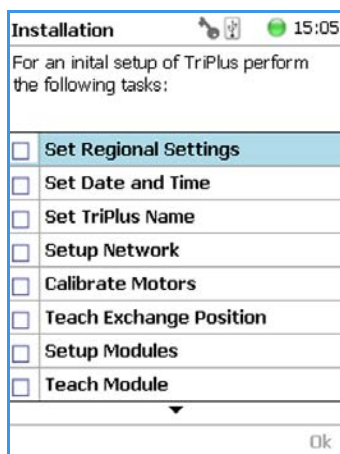 Installation 15:05
For an inital setup of TriPlus perform
the following tasks:
Set Regional Settings
Set Date and Time
Set TriPlus Name
Setup Network
Calibrate Motors
Teach Exchange Position
Setup Modules
Teach Module
Ok